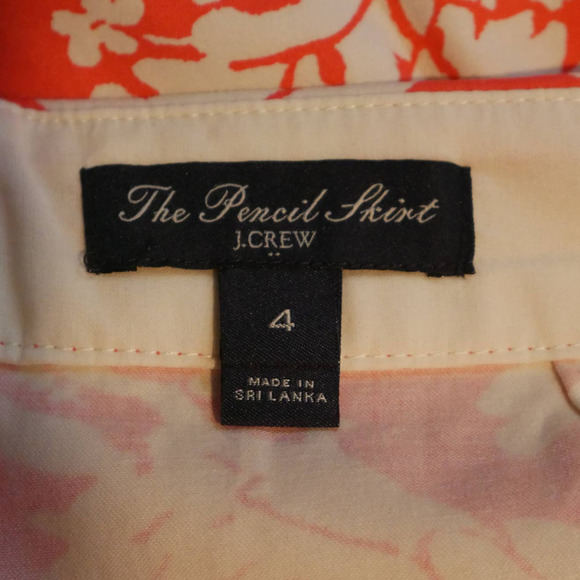 The Pencil Skirt
J.CREW
4
MADE IN
SRI LANKA